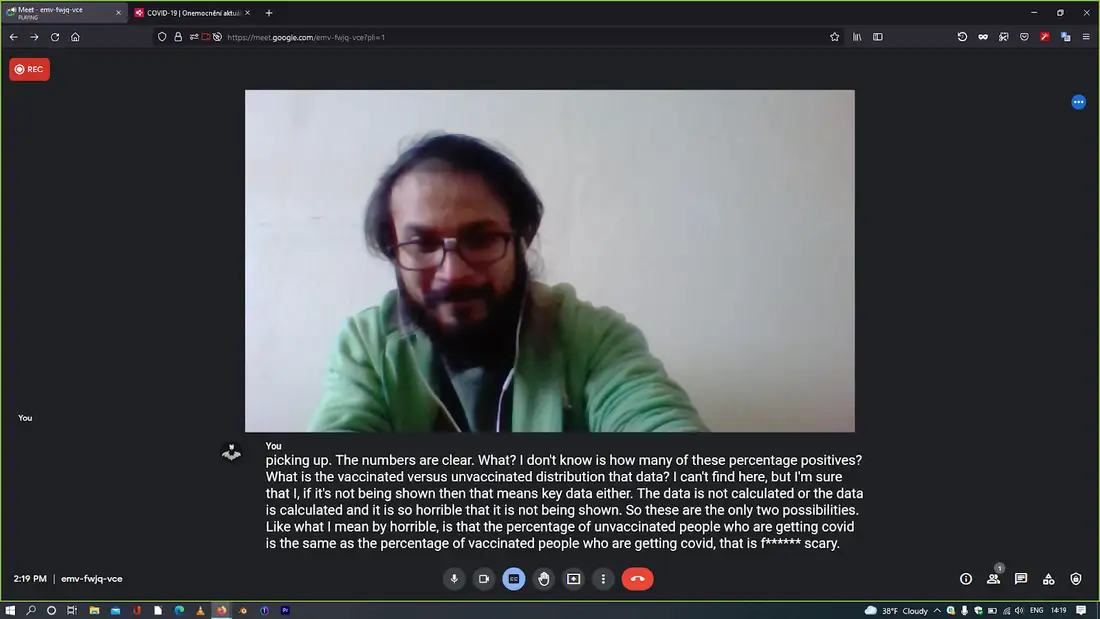 Meet - emv-fwjq-vce
PLAYING
COVID-19 | Onemocnění aktuá
https://meet.google.com/emv-fwjq-vce?pli=1
REC
You
You
picking up. The numbers are clear. What? I don't know is how many of these percentage positives?
What is the vaccinated versus unvaccinated distribution that data? I can't find here, but I'm sure
that I, if it's not being shown then that means key data either. The data is not calculated or the data
is calculated and it is so horrible that it is not being shown. So these are the only two possibilities.
Like what I mean by horrible, is that the percentage of unvaccinated people who are getting covid
is the same as the percentage of vaccinated people who are getting covid, that is f****** scary.
2:19 PM | emv-fwjq-vce
CC
1
38°F Cloudy
ENG
14:19